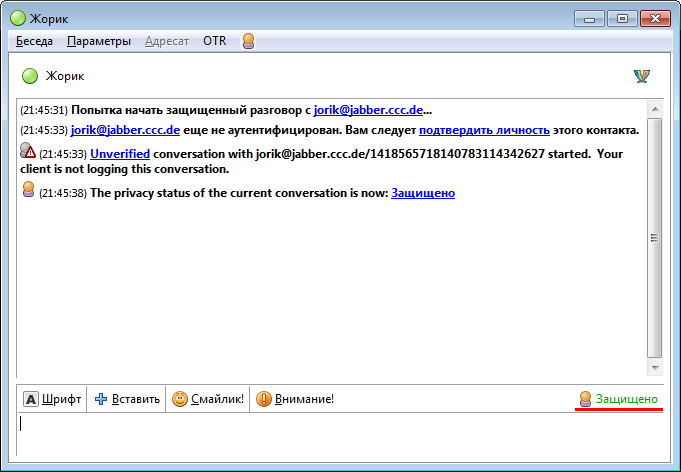 Жорик
Беседа Параметры Адресат OTR
Жорик
(21:45:31) Попытка начать защищенный разговор с jorik@jabber.ccc.de...
(21:45:33) jorik@jabber.ccc.de еще не аутентифицирован. Вам следует подтвердить личность этого контакта.
(21:45:33) Unverified conversation with jorik@jabber.ccc.de/1418565718140783114342627 started. Your
client is not logging this conversation.
(21:45:38) The privacy status of the current conversation is now: Защищено
Шрифт Вставить Смайлик! Внимание! Защищено